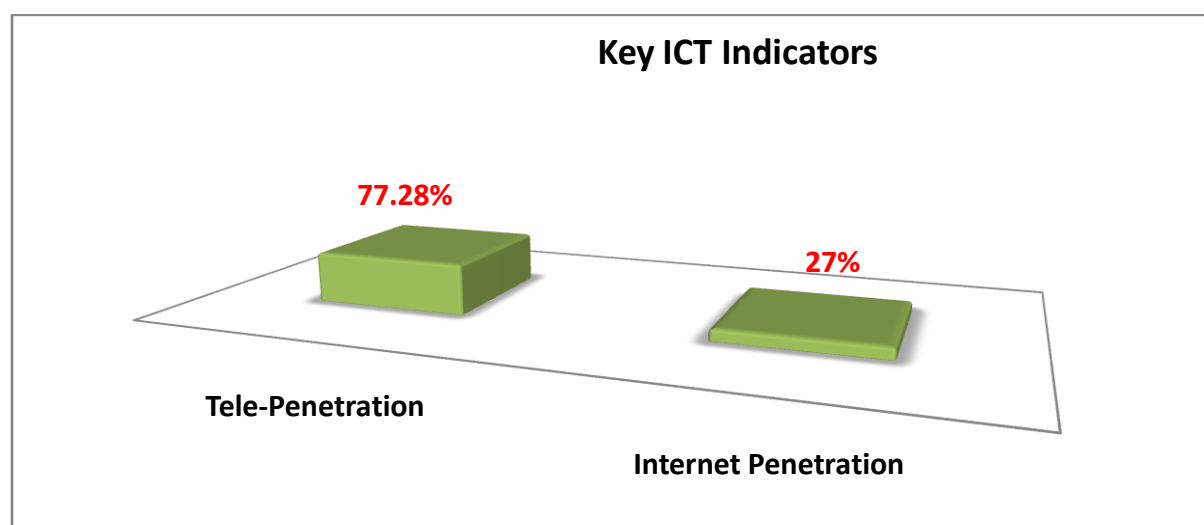 Key ICT Indicators
77.28%
27%
Tele-Penetration
Internet Penetration